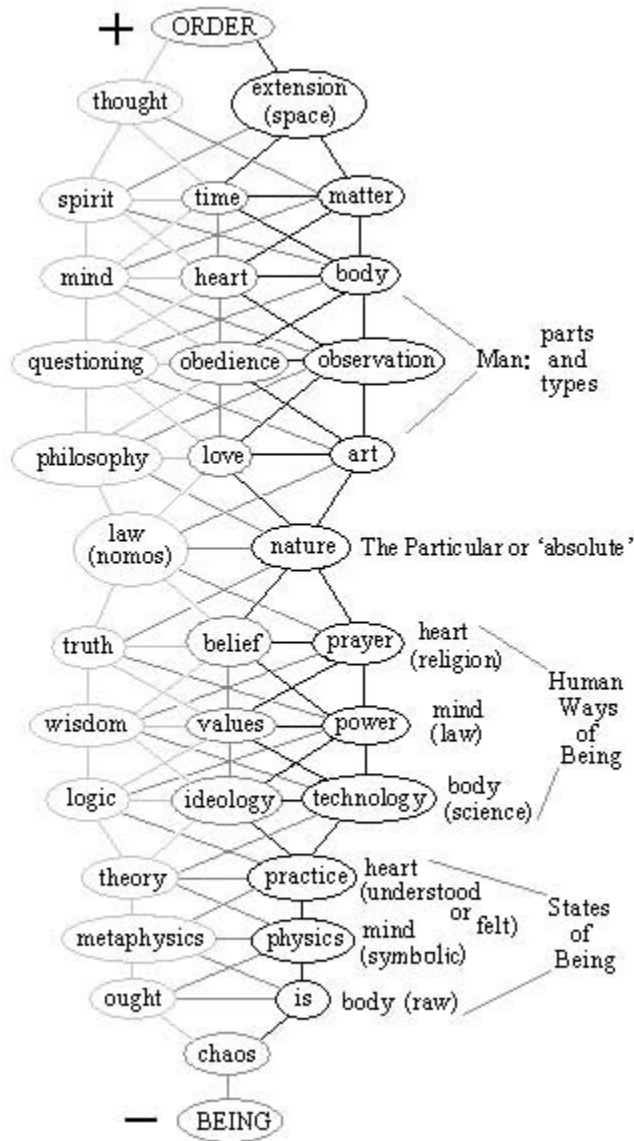 + ORDER
thought extension
(space)
spirit time matter
mind heart body
questioning obedience observation
Man: parts
and
types
philosophy love art
law
(nomos) nature The Particular or ‘absolute’
truth belief prayer heart
(religion)
wisdom values power mind
(law)
Human
Ways
of
Being
logic ideology technology body
(science)
theory practice heart
(understood
or
felt)
metaphysics physics mind
(symbolic)
States
of
Being
ought is body (raw)
chaos
– BEING